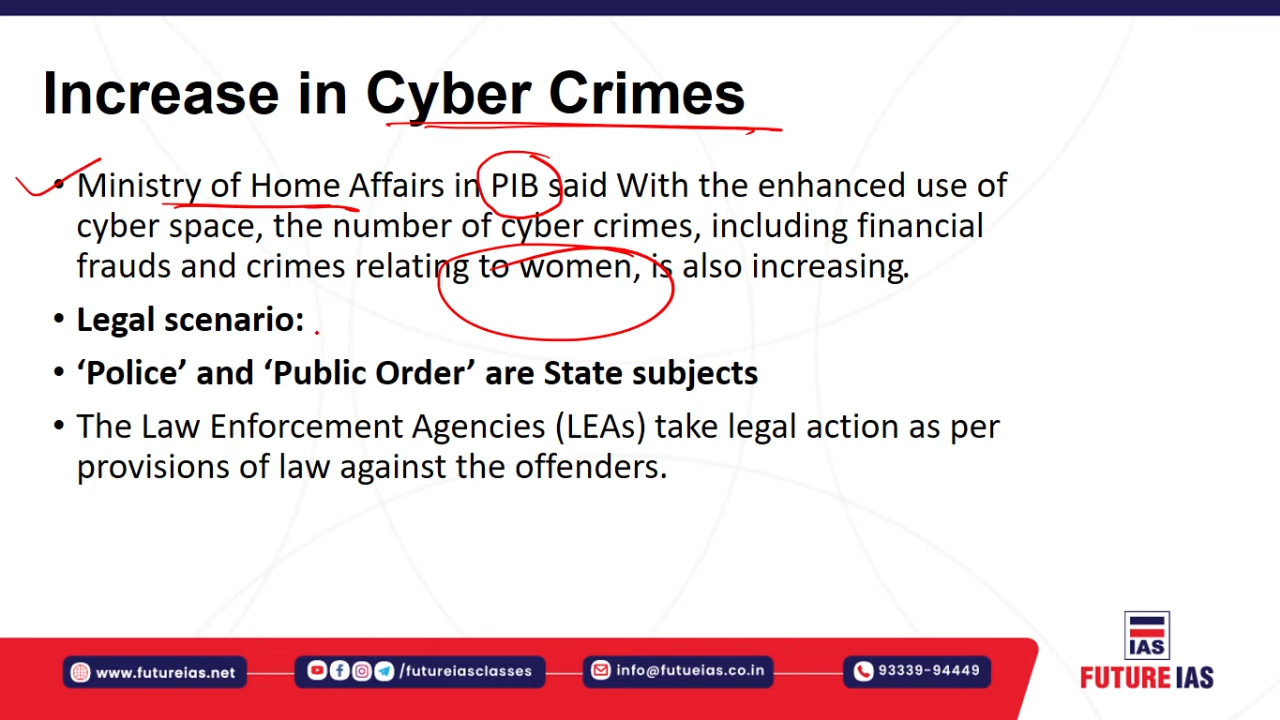 Increase in Cyber Crimes
• Ministry of Home Affairs in PIB said With the enhanced use of
cyber space, the number of cyber crimes, including financial
frauds and crimes relating to women, is also increasing.
• Legal scenario:
• ‘Police’ and ‘Public Order’ are State subjects
• The Law Enforcement Agencies (LEAs) take legal action as per
provisions of law against the offenders.
www.futureias.net
/futureiasclasses
info@futueias.co.in
93339-94449
IAS
FUTURE IAS